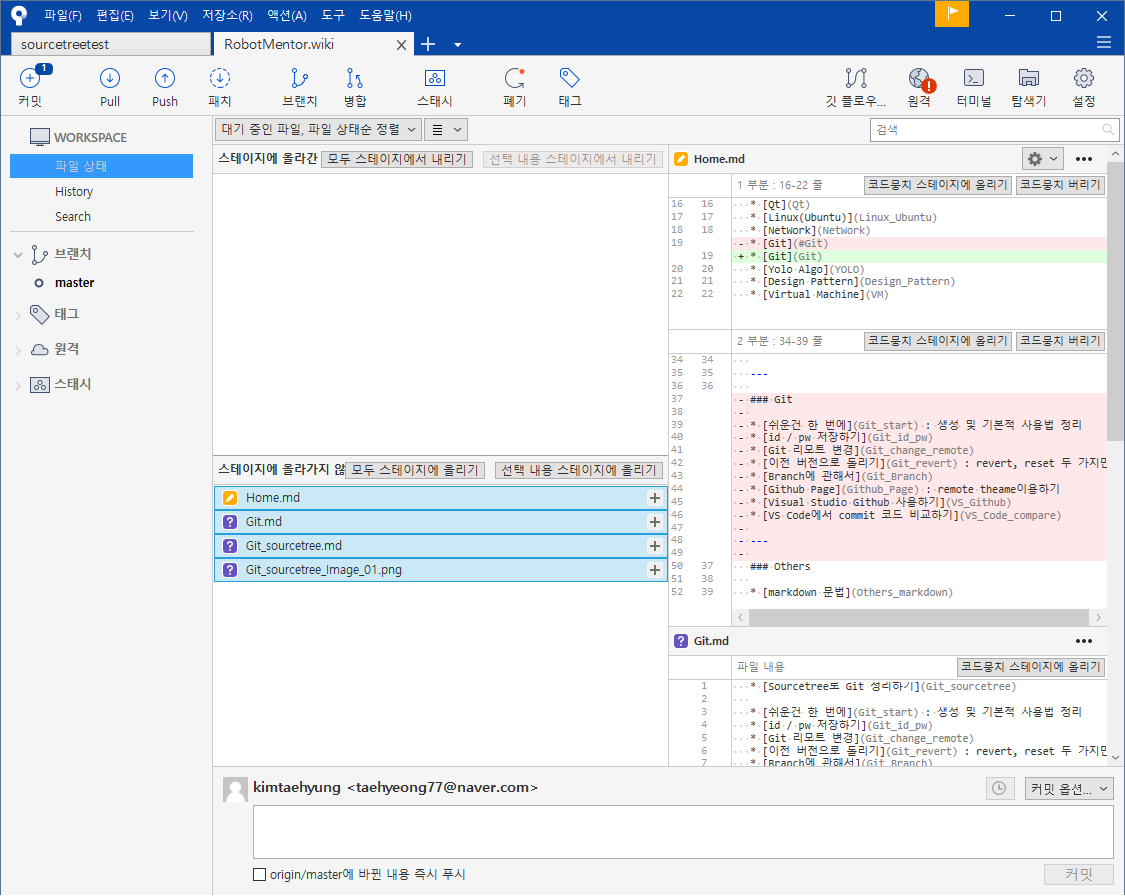 파일(F) 편집(E) 보기(V) 저장소(R) 액션(A) 도구 도움말(H)
sourcetreetest RobotMentor.wiki
1
커밋 Pull Push 패치 브랜치 병합 스태시 폐기 태그 깃 플로우... 원격 터미널 탐색기 설정
WORKSPACE
파일 상태
History
Search
브랜치
master
태그
원격
스태시
대기 중인 파일, 파일 상태순 정렬
검색
스테이지에 올라간 모두 스테이지에서 내리기 선택 내용 스테이지에서 내리기
스테이지에 올라가지 않 모두 스테이지에 올리기 선택 내용 스테이지에 올리기
Home.md
Git.md
Git_sourcetree.md
Git_sourcetree_Image_01.png
Home.md
1 부분 : 16-22 줄 코드뭉치 스테이지에 올리기 코드뭉치 버리기
16 16 * [Qt](Qt)
17 17 * [Linux(Ubuntu)](Linux_Ubuntu)
18 18 * [NetWork](NetWork)
19 - * [Git](#Git)
19 + * [Git](Git)
20 20 * [Yolo Algo](YOLO)
21 21 * [Design Pattern](Design_Pattern)
22 22 * [Virtual Machine](VM)
2 부분 : 34-39 줄 코드뭉치 스테이지에 올리기 코드뭉치 버리기
34 34
35 35 ---
36 36
37 - ### Git
38 -
39 - * [쉬운건 한 번에](Git_start) : 생성 및 기본적 사용법 정리
40 - * [id / pw 저장하기](Git_id_pw)
41 - * [Git 리모트 변경](Git_change_remote)
42 - * [이전 버전으로 돌리기](Git_revert) : revert, reset 두 가지만
43 - * [Branch에 관해서](Git_Branch)
44 - * [Github Page](Github_Page) : remote theame이용하기
45 - * [Visual Studio Github 사용하기](VS_Github)
46 - * [VS Code에서 commit 코드 비교하기](VS_Code_compare)
47 -
48 - ---
49 -
50 37 ### Others
51 38
52 39 * [markdown 문법](Others_markdown)
Git.md
파일 내용 코드뭉치 스테이지에 올리기
1 * [Sourcetree로 Git 정리하기](Git_sourcetree)
2
3 * [쉬운건 한 번에](Git_start) : 생성 및 기본적 사용법 정리
4 * [id / pw 저장하기](Git_id_pw)
5 * [Git 리모트 변경](Git_change_remote)
6 * [이전 버전으로 돌리기](Git_revert) : revert, reset 두 가지만
7 * [Branch에 관해서](Git_Branch)
kimtaehyung <taehyeong77@naver.com>
커밋 옵션...
origin/master에 바뀐 내용 즉시 푸시
커밋